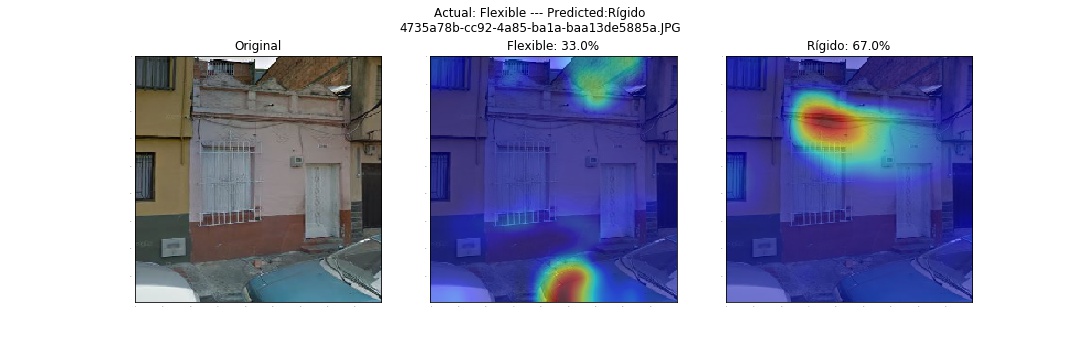 Actual: Flexible --- Predicted:Rígido
4735a78b-cc92-4a85-ba1a-baa13de5885a.JPG
Original
Flexible: 33.0%
Rígido: 67.0%